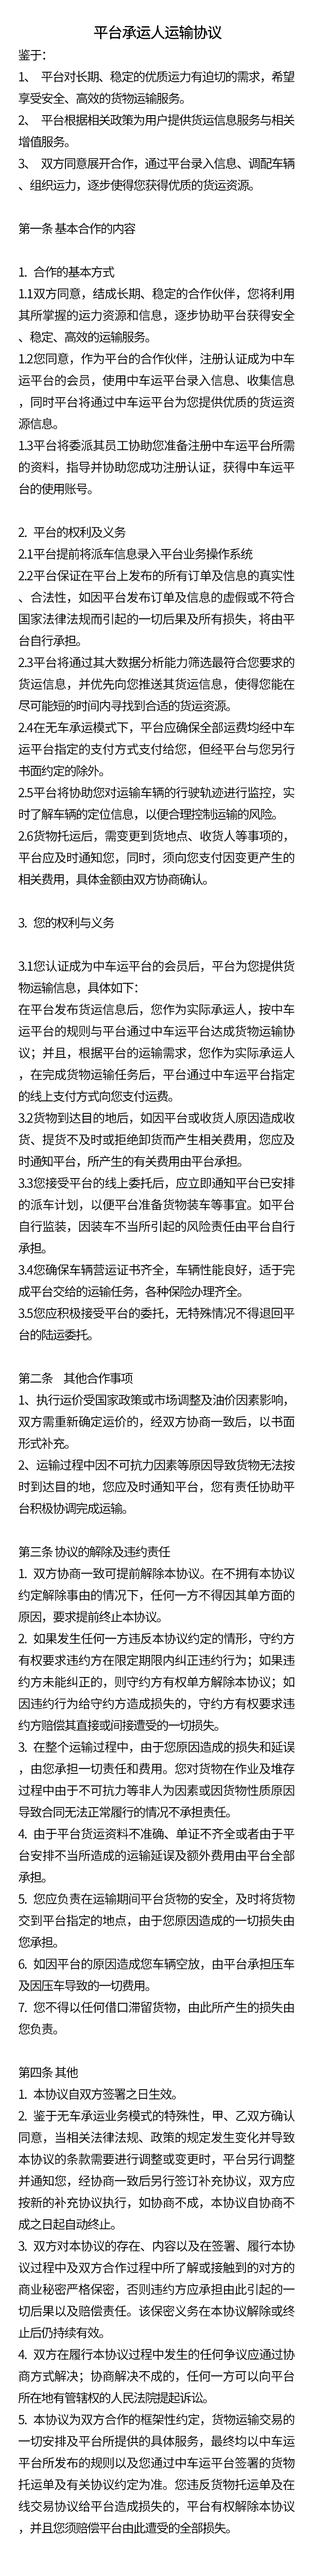 平台承运人运输协议
鉴于：
1、 平台对长期、稳定的优质运力有迫切的需求，希望
享受安全、高效的货物运输服务。
2、 平台根据相关政策为用户提供货运信息服务与相关
增值服务。
3、 双方同意展开合作，通过平台录入信息、调配车辆
、组织运力，逐步使得您获得优质的货运资源。
第一条 基本合作的内容
1. 合作的基本方式
1.1双方同意，结成长期、稳定的合作伙伴，您将利用
其所掌握的运力资源和信息，逐步协助平台获得安全
、稳定、高效的运输服务。
1.2您同意，作为平台的合作伙伴，注册认证成为中车
运平台的会员，使用中车运平台录入信息、收集信息
，同时平台将通过中车运平台为您提供优质的货运资
源信息。
1.3平台将委派其员工协助您准备注册中车运平台所需
的资料，指导并协助您成功注册认证，获得中车运平
台的使用账号。
2. 平台的权利及义务
2.1平台提前将派车信息录入平台业务操作系统
2.2平台保证在平台上发布的所有订单及信息的真实性
、合法性，如因平台发布订单及信息的虚假或不符合
国家法律法规而引起的一切后果及所有损失，将由平
台自行承担。
2.3平台将通过其大数据分析能力筛选最符合您要求的
货运信息，并优先向您推送其货运信息，使得您能在
尽可能短的时间内寻找到合适的货运资源。
2.4在无车承运模式下，平台应确保全部运费均经中车
运平台指定的支付方式支付给您，但经平台与您另行
书面约定的除外。
2.5平台将协助您对运输车辆的行驶轨迹进行监控，实
时了解车辆的定位信息，以便合理控制运输的风险。
2.6货物托运后，需变更到货地点、收货人等事项的，
平台应及时通知您，同时，须向您支付因变更产生的
相关费用，具体金额由双方协商确认。
3. 您的权利与义务
3.1您认证成为中车运平台的会员后，平台为您提供货
物运输信息，具体如下：
在平台发布货运信息后，您作为实际承运人，按中车
运平台的规则与平台通过中车运平台达成货物运输协
议；并且，根据平台的运输需求，您作为实际承运人
，在完成货物运输任务后，平台通过中车运平台指定
的线上支付方式向您支付运费。
3.2货物到达目的地后，如因平台或收货人原因造成收
货、提货不及时或拒绝卸货而产生相关费用，您应及
时通知平台，所产生的有关费用由平台承担。
3.3您接受平台的线上委托后，应立即通知平台已安排
的派车计划，以便平台准备货物装车等事宜。如平台
自行监装，因装车不当所引起的风险责任由平台自行
承担。
3.4您确保车辆营运证书齐全，车辆性能良好，适于完
成平台交给的运输任务，各种保险办理齐全。
3.5您应积极接受平台的委托，无特殊情况不得退回平
台的陆运委托。
第二条 其他合作事项
1、执行运价受国家政策或市场调整及油价因素影响，
双方需重新确定运价的，经双方协商一致后，以书面
形式补充。
2、运输过程中因不可抗力因素等原因导致货物无法按
时到达目的地，您应及时通知平台，您有责任协助平
台积极协调完成运输。
第三条 协议的解除及违约责任
1. 双方协商一致可提前解除本协议。在不拥有本协议
约定解除事由的情况下，任何一方不得因其单方面的
原因，要求提前终止本协议。
2. 如果发生任何一方违反本协议约定的情形，守约方
有权要求违约方在限定期限内纠正违约行为；如果违
约方未能纠正的，则守约方有权单方解除本协议；如
因违约行为给守约方造成损失的，守约方有权要求违
约方赔偿其直接或间接遭受的一切损失。
3. 在整个运输过程中，由于您原因造成的损失和延误
，由您承担一切责任和费用。您对货物在作业及堆存
过程中由于不可抗力等非人为因素或因货物性质原因
导致合同无法正常履行的情况不承担责任。
4. 由于平台货运资料不准确、单证不齐全或者由于平
台安排不当所造成的运输延误及额外费用由平台全部
承担。
5. 您应负责在运输期间平台货物的安全，及时将货物
交到平台指定的地点，由于您原因造成的一切损失由
您承担。
6. 如因平台的原因造成您车辆空放，由平台承担压车
及因压车导致的一切费用。
7. 您不得以任何借口滞留货物，由此所产生的损失由
您负责。
第四条 其他
1. 本协议自双方签署之日生效。
2. 鉴于无车承运业务模式的特殊性，甲、乙双方确认
同意，当相关法律法规、政策的规定发生变化并导致
本协议的条款需要进行调整或变更时，平台另行调整
并通知您，经协商一致后另行签订补充协议，双方应
按新的补充协议执行，如协商不成，本协议自协商不
成之日起自动终止。
3. 双方对本协议的存在、内容以及在签署、履行本协
议过程中及双方合作过程中所了解或接触到的对方的
商业秘密严格保密，否则违约方应承担由此引起的一
切后果以及赔偿责任。该保密义务在本协议解除或终
止后仍持续有效。
4. 双方在履行本协议过程中发生的任何争议应通过协
商方式解决；协商解决不成的，任何一方可以向平台
所在地有管辖权的人民法院提起诉讼。
5. 本协议为双方合作的框架性约定，货物运输交易的
一切安排及平台所提供的具体服务，最终均以中车运
平台所发布的规则以及您通过中车运平台签署的货物
托运单及有关协议约定为准。您违反货物托运单及在
线交易协议给平台造成损失的，平台有权解除本协议
，并且您须赔偿平台由此遭受的全部损失。